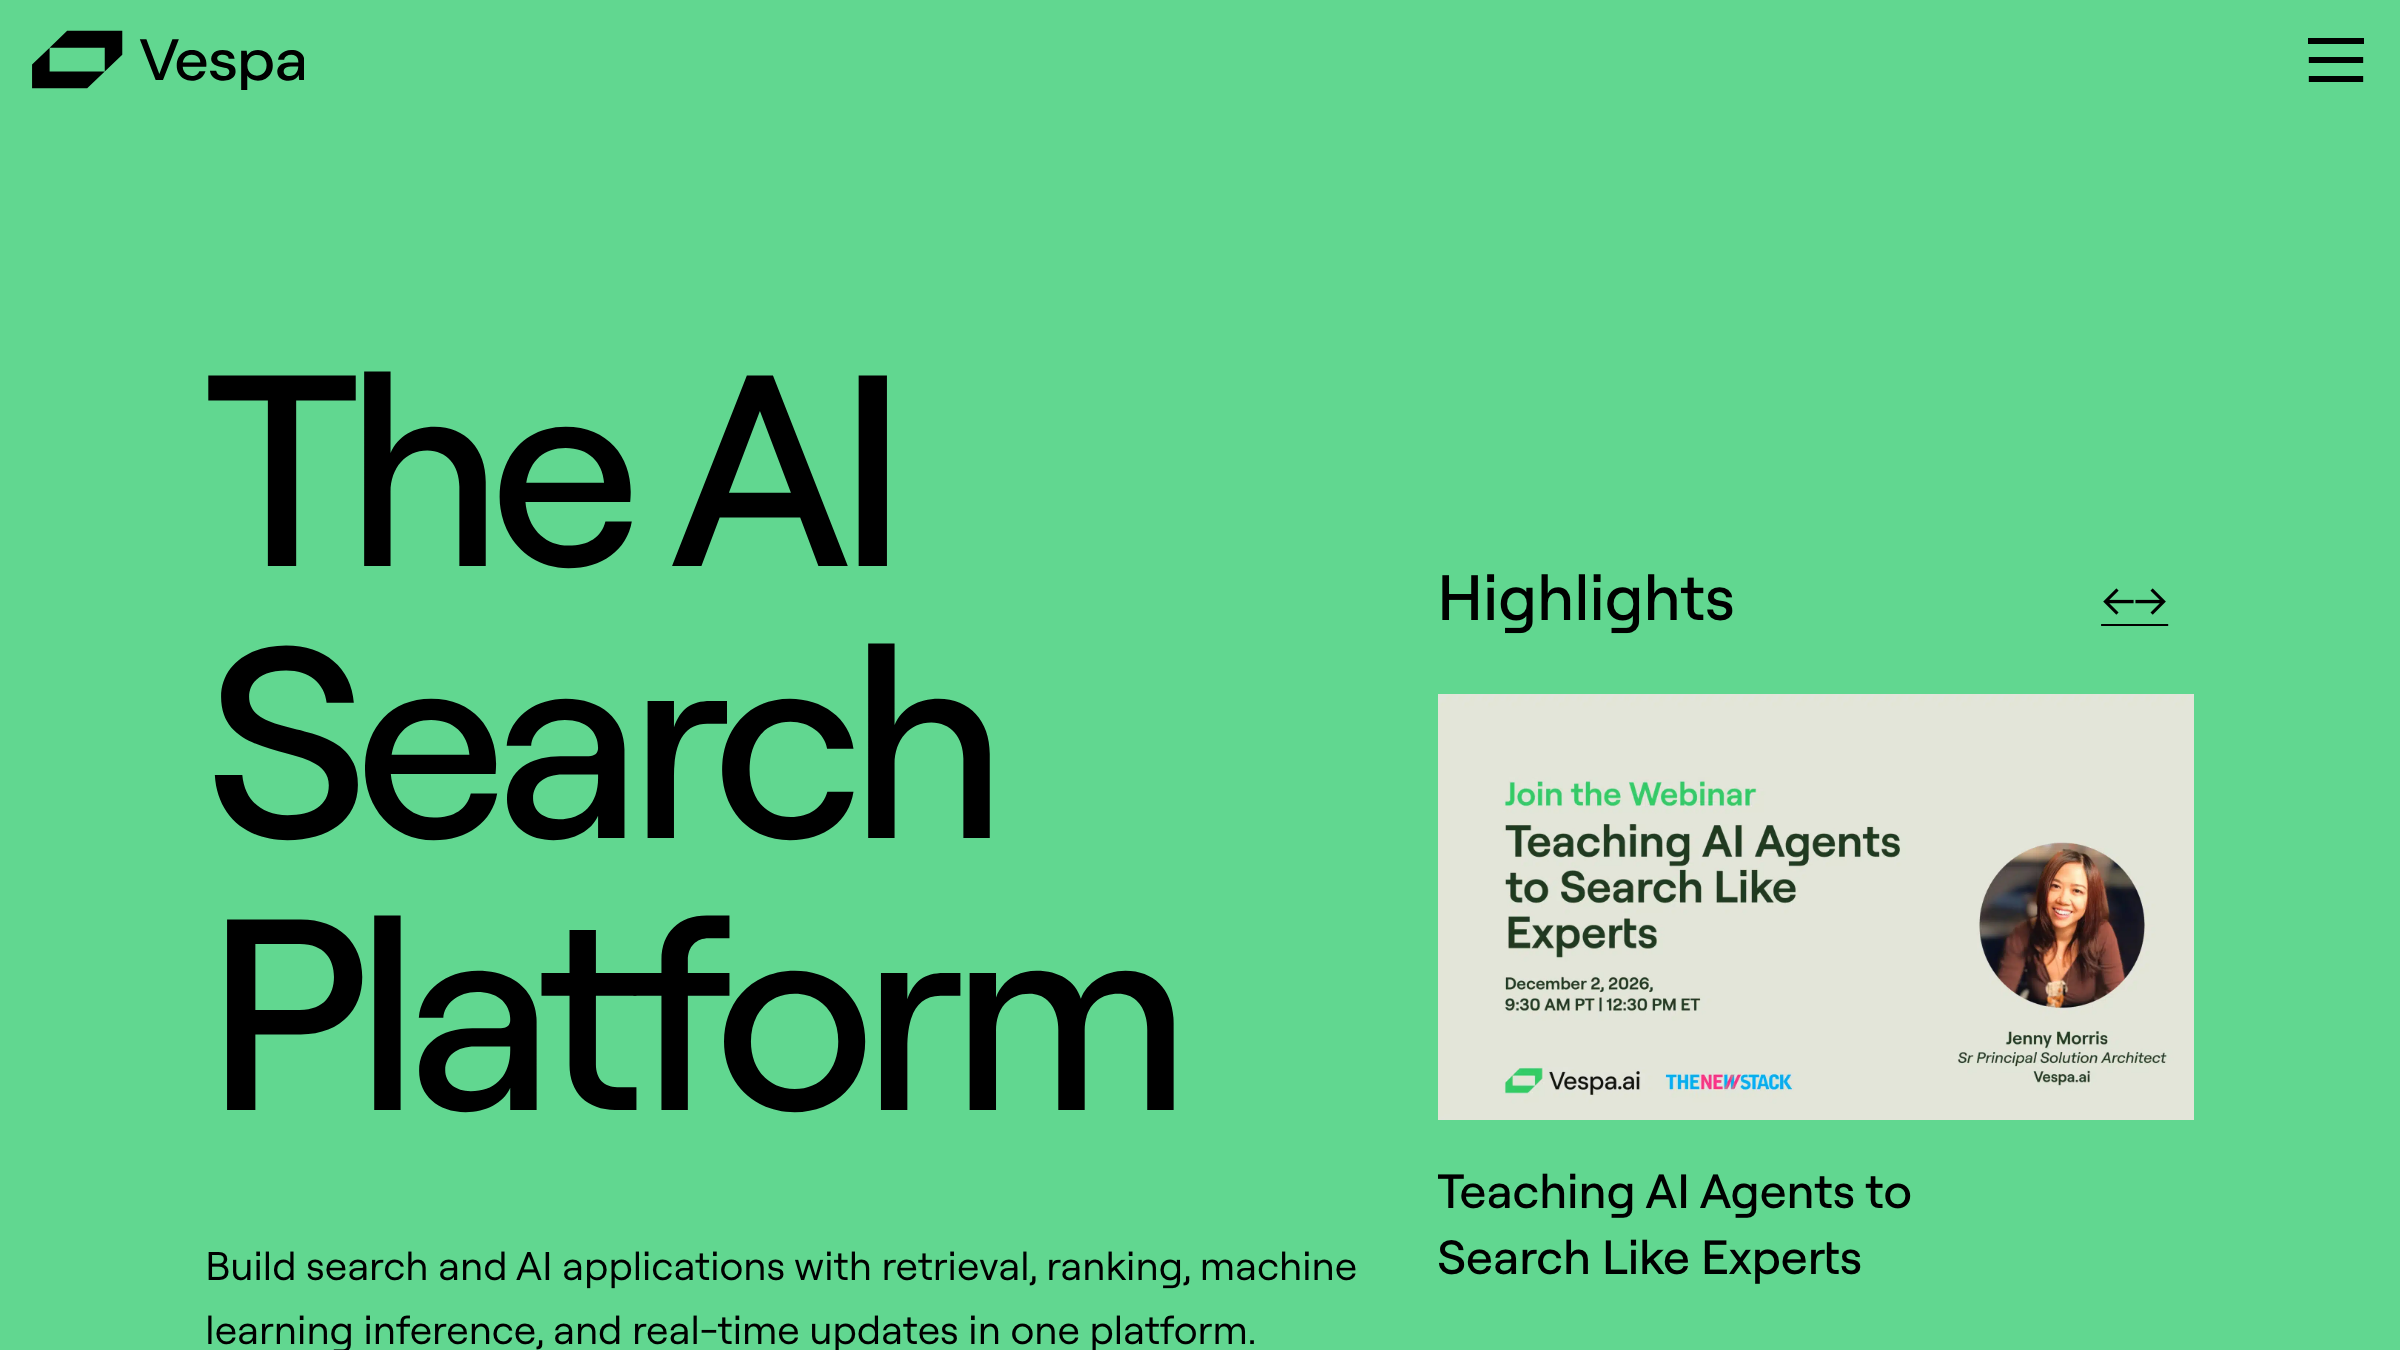 Vespa
The AI
Search
Platform
Build search and AI applications with retrieval, ranking, machine
learning inference, and real-time updates in one platform.
Highlights
Join the Webinar
Teaching AI Agents
to Search Like
Experts
December 2, 2026,
9:30 AM PT | 12:30 PM ET
Jenny Morris
Sr Principal Solution Architect
Vespa.ai
Vespa.ai
THENEWSTACK
Teaching AI Agents to
Search Like Experts